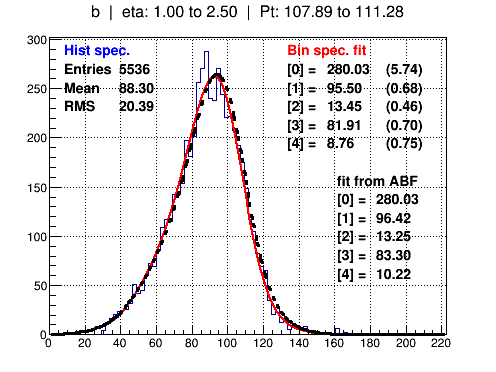 b | eta: 1.00 to 2.50 | Pt: 107.89 to 111.28
Hist spec.
Entries 5536
Mean 88.30
RMS 20.39
Bin spec. fit
[0] = 280.03 (5.74)
[1] = 95.50 (0.68)
[2] = 13.45 (0.46)
[3] = 81.91 (0.70)
[4] = 8.76 (0.75)
fit from ABF
[0] = 280.03
[1] = 96.42
[2] = 13.25
[3] = 83.30
[4] = 10.22
300
250
200
150
100
50
0
0 20 40 60 80 100 120 140 160 180 200 220